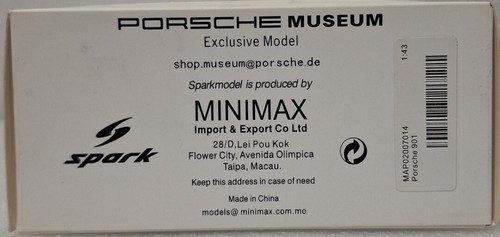 PORSCHE MUSEUM
Exclusive Model
shop.museum@porsche.de
Sparkmodel is produced by
MINIMAX
Import & Export Co Ltd
28/D,Lei Pou Kok
Flower City, Avenida Olimpica
Taipa, Macau.
Keep this address in case of need
Made in China
models@ minimax.com.mo
spark
1:43
MAP02007014
Porsche 901